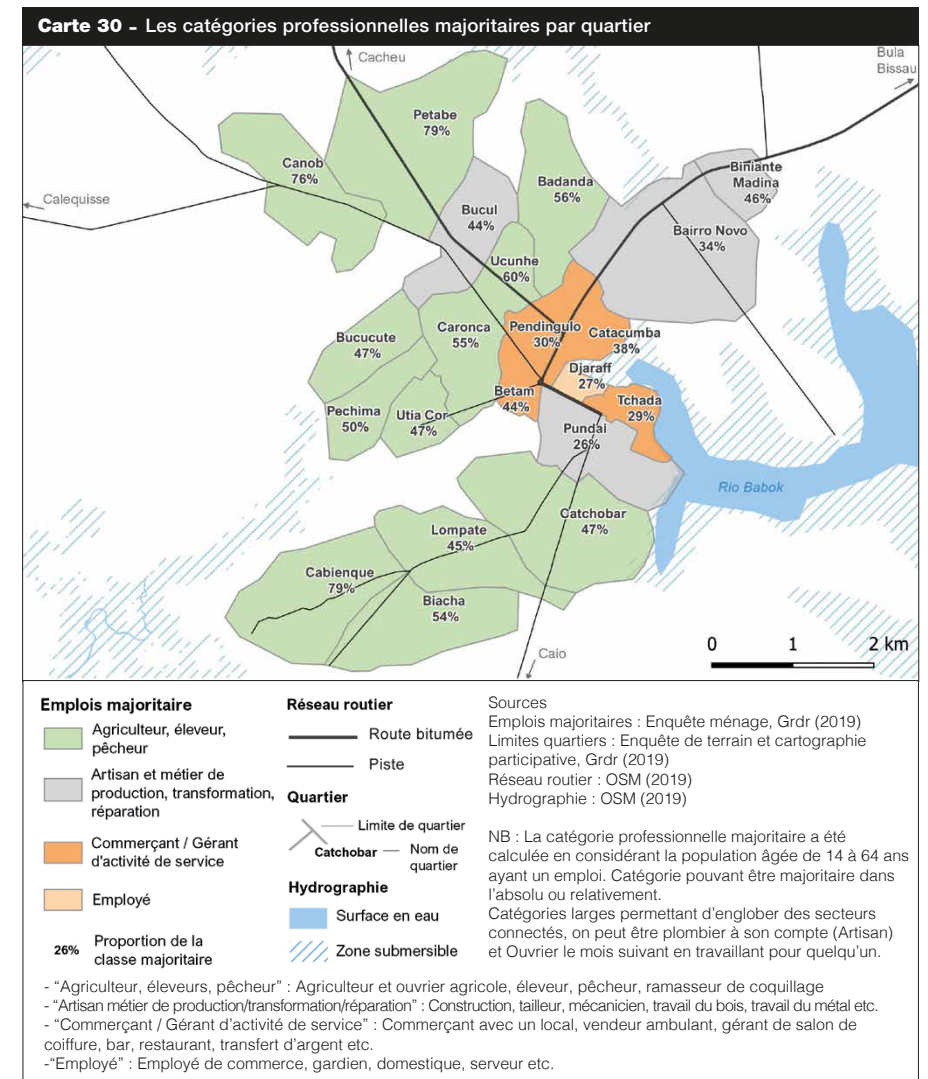 Carte 30 - Les catégories professionnelles majoritaires par quartier
Cacheu
Bula
Bissau
Petabe
79%
Canob
76%
Calequisse
Badanda
56%
Biniante
Madina
46%
Bucul
44%
Bairro Novo
34%
Ucunhe
60%
Bucucute
47%
Caronca
55%
Pendingulo
30%
Catacumba
38%
Djaraff
27%
Betam
44%
Tchada
29%
Pechima
50%
Utia Cor
47%
Pundai
26%
Rio Babok
Catchobar
47%
Lompate
45%
Cabienque
79%
Biacha
54%
Caio
0 1 2 km
Emplois majoritaire
Agriculteur, éleveur,
pêcheur
Artisan et métier de
production, transformation,
réparation
Commerçant / Gérant
d'activité de service
Employé
26% Proportion de la
classe majoritaire
Réseau routier
Route bitumée
Piste
Quartier
Limite de quartier
Catchobar — Nom de
quartier
Hydrographie
Surface en eau
Zone submersible
Sources
Emplois majoritaires : Enquête ménage, Grdr (2019)
Limites quartiers : Enquête de terrain et cartographie
participative, Grdr (2019)
Réseau routier : OSM (2019)
Hydrographie : OSM (2019)
NB : La catégorie professionnelle majoritaire a été
calculée en considérant la population âgée de 14 à 64 ans
ayant un emploi. Catégorie pouvant être majoritaire dans
l'absolu ou relativement.
Catégories larges permettant d'englober des secteurs
connectés, on peut être plombier à son compte (Artisan)
et Ouvrier le mois suivant en travaillant pour quelqu'un.
- "Agriculteur, éleveurs, pêcheur" : Agriculteur et ouvrier agricole, éleveur, pêcheur, ramasseur de coquillage
- "Artisan métier de production/transformation/réparation" : Construction, tailleur, mécanicien, travail du bois, travail du métal etc.
- "Commerçant / Gérant d'activité de service" : Commerçant avec un local, vendeur ambulant, gérant de salon de
coiffure, bar, restaurant, transfert d'argent etc.
-"Employé" : Employé de commerce, gardien, domestique, serveur etc.